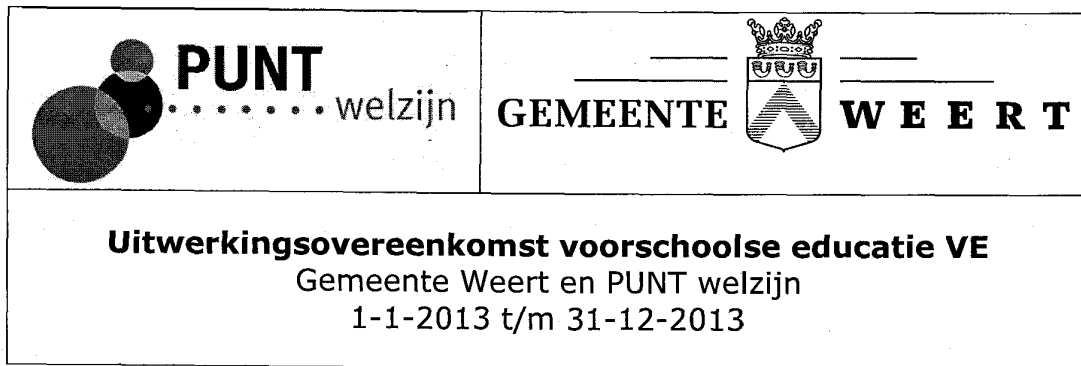 PUNT
welzijn
GEMEENTE WEERT
Uitwerkingsovereenkomst voorschoolse educatie VE
Gemeente Weert en PUNT welzijn
1-1-2013 t/m 31-12-2013